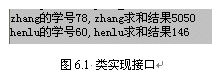 zhang的学号78,zhang求和结果5050
henlu的学号60,henlu求和结果146
图 6.1 类实现接口